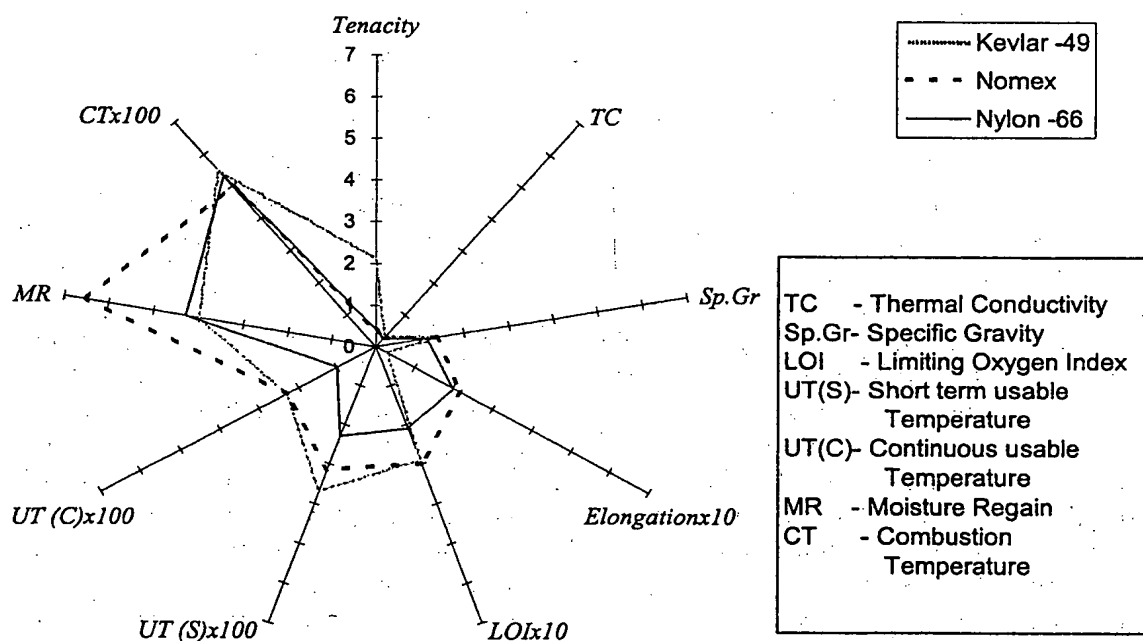 Tenacity
7
6
5
4
3
2
1
0
TC
Sp.Gr
Elongationx10
LOIx10
UT (S)x100
UT (C)x100
MR
CTx100
Kevlar -49
Nomex
Nylon -66
TC - Thermal Conductivity
Sp.Gr- Specific Gravity
LOI - Limiting Oxygen Index
UT(S)- Short term usable
Temperature
UT(C)- Continuous usable
Temperature
MR - Moisture Regain
CT - Combustion
Temperature